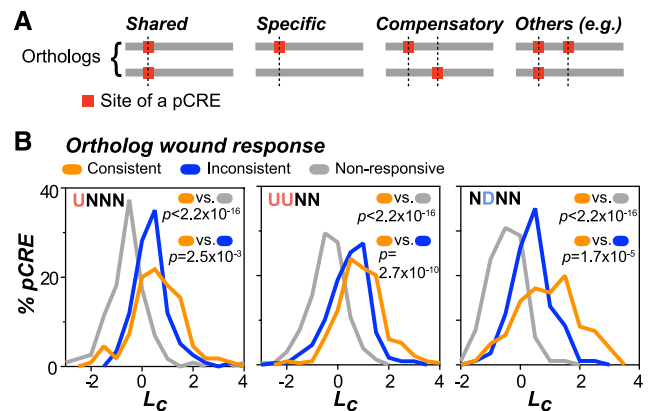 A
Shared
Specific
Compensatory
Others (e.g.)
Orthologs
Site of a pCRE
B
Ortholog wound response
Consistent
Inconsistent
Non-responsive
% pCRE
40
20
0
UNNN
vs.
p<2.2x10⁻¹⁶
vs.
p=2.5x10⁻³
-2
0
2
4
L_C
UUNN
vs.
p<2.2x10⁻¹⁶
vs.
p=
2.7x10⁻¹⁰
-2
0
2
4
L_C
NDNN
vs.
p<2.2x10⁻¹⁶
vs.
p=1.7x10⁻⁵
-2
0
2
4
L_C